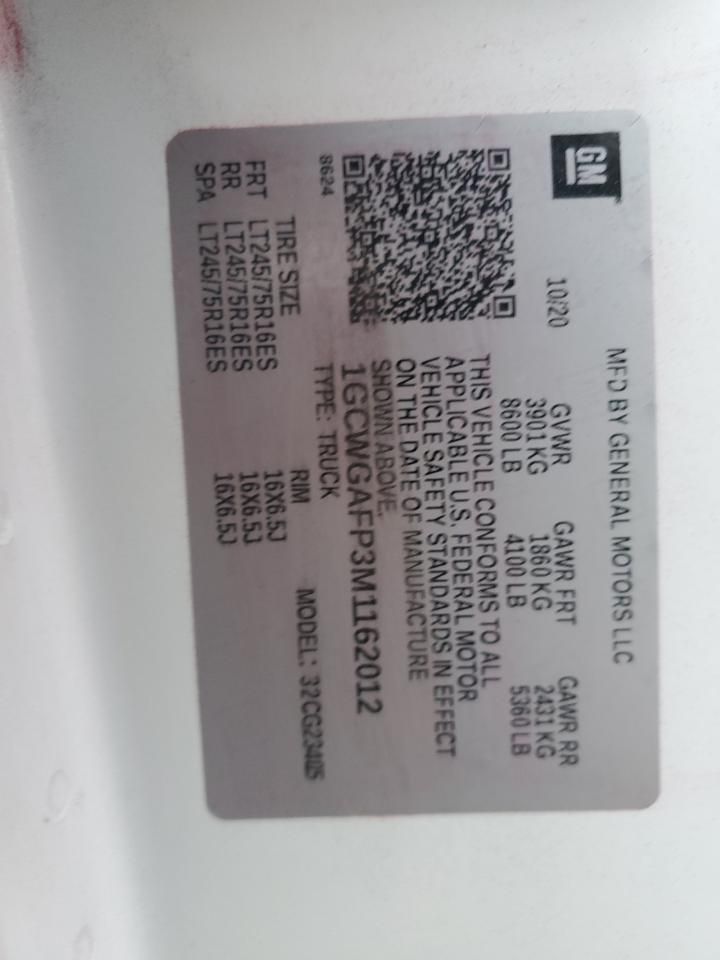 GM
MFD BY GENERAL MOTORS LLC
10/20
GVWR GAWR FRT GAWR RR
3901 KG 1860 KG 2431 KG
8600 LB 4100 LB 5360 LB
THIS VEHICLE CONFORMS TO ALL
APPLICABLE U.S. FEDERAL MOTOR
VEHICLE SAFETY STANDARDS IN EFFECT
ON THE DATE OF MANUFACTURE
SHOWN ABOVE.
1GCWGAFP3M1162012
8624
TYPE: TRUCK MODEL: 32CG23405
TIRE SIZE RIM
FRT LT245/75R16ES 16X6.5J
RR LT245/75R16ES 16X6.5J
SPA LT245/75R16ES 16X6.5J